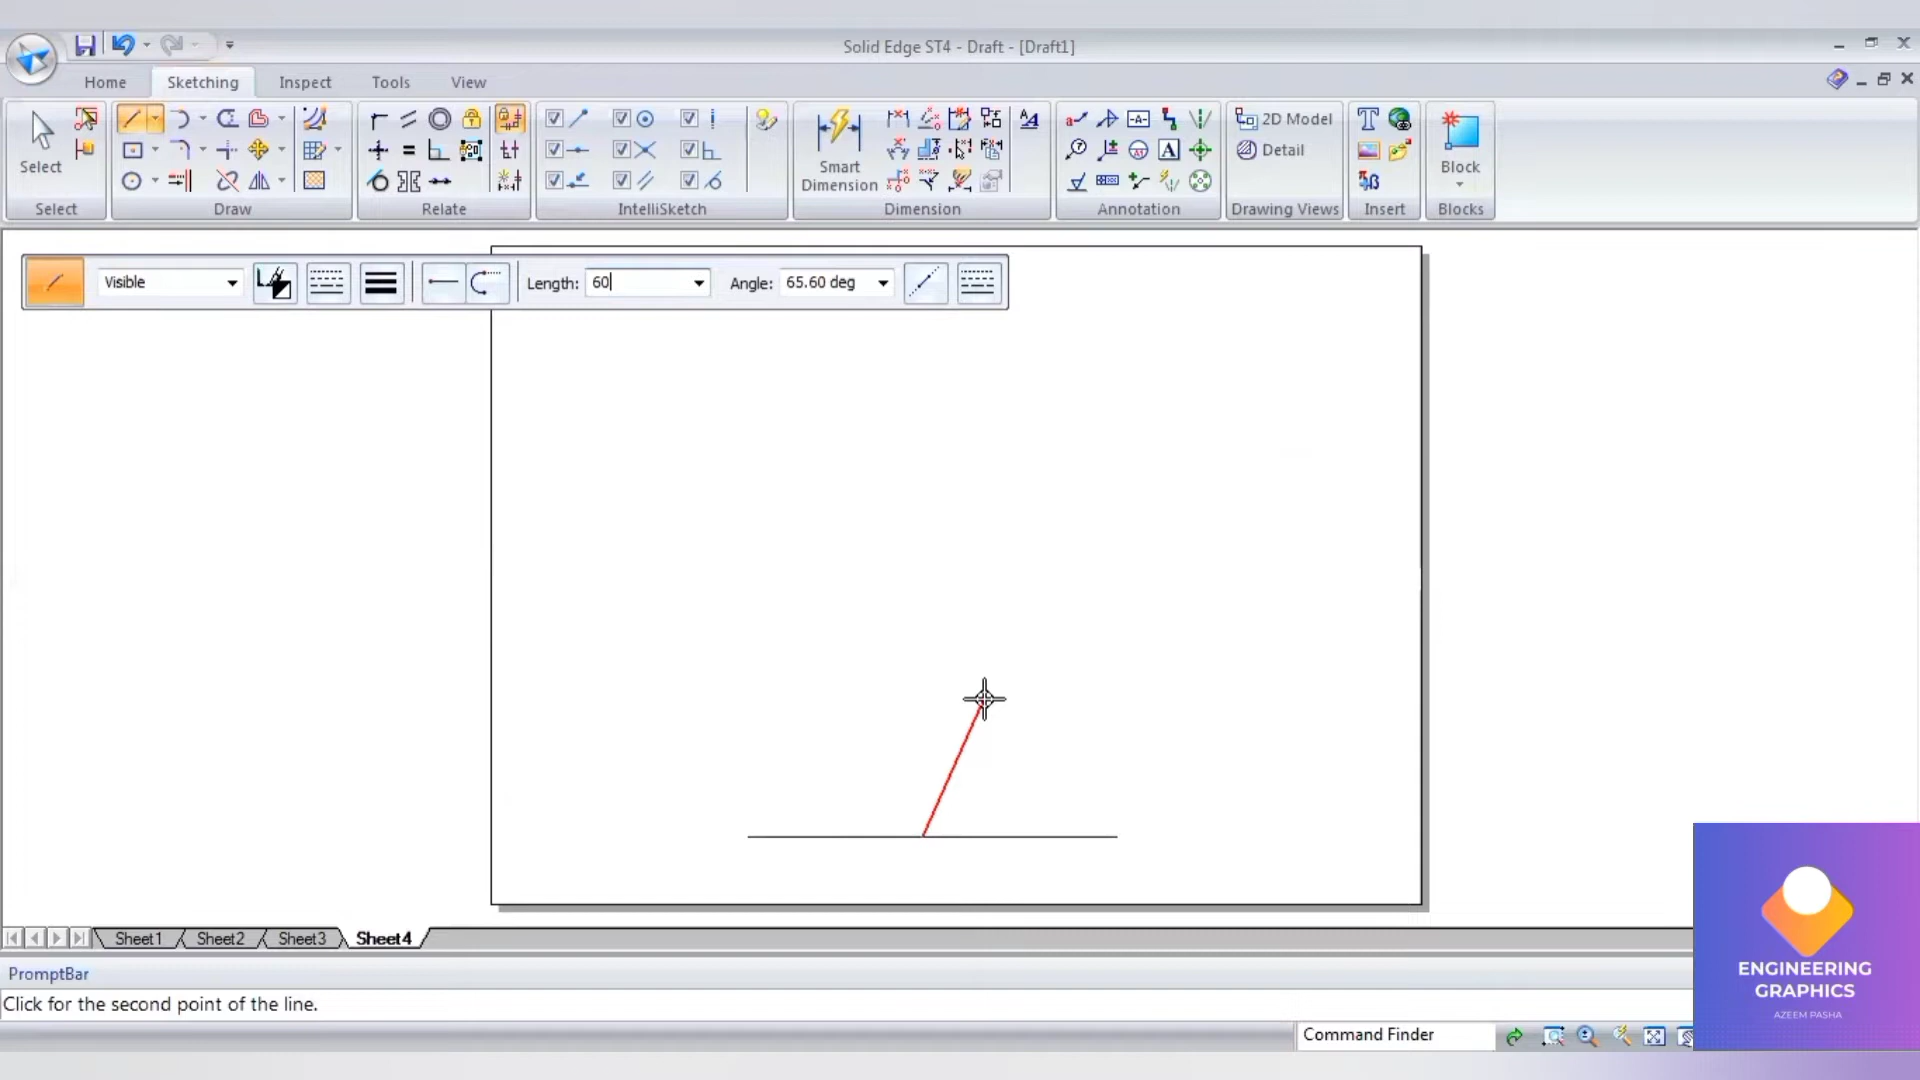 Solid Edge ST4 - Draft - [Draft1]
Home Sketching Inspect Tools View
Select
Smart Dimension
2D Model
Detail
Block
Select Draw Relate IntelliSketch Dimension Annotation Drawing Views Insert Blocks
Visible Length: 60 Angle: 65.60 deg
Sheet1 Sheet2 Sheet3 Sheet4
PromptBar
Click for the second point of the line.
Command Finder
ENGINEERING
GRAPHICS
AZEEM PASHA